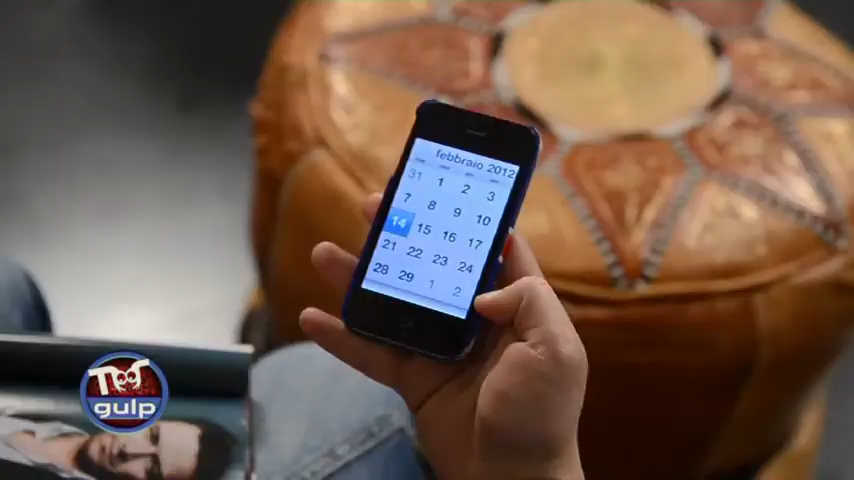 febbraio 2012
31 1 2 3
7 8 9 10
14 15 16 17
21 22 23 24
28 29 1 2
gulp